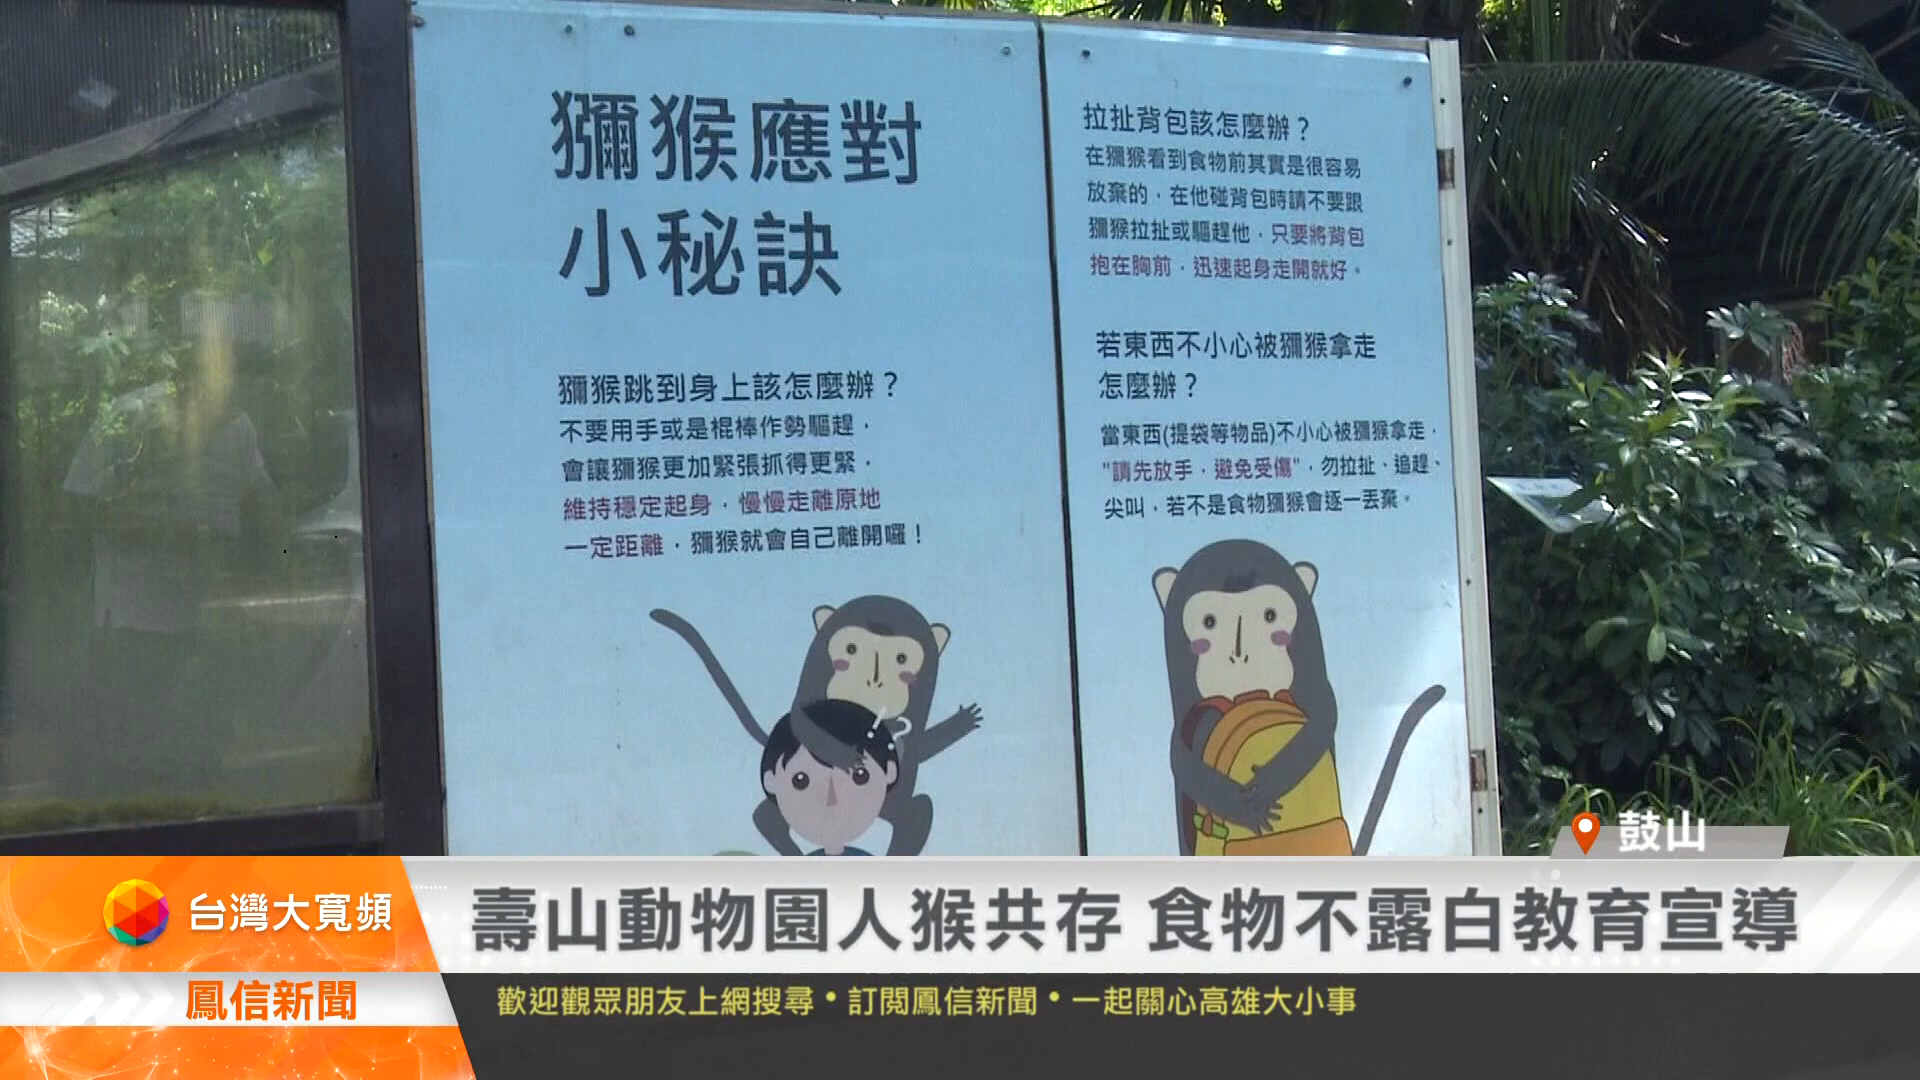 獼猴應對
小秘訣
獼猴跳到身上該怎麼辦？
不要用手或是棍棒作勢驅趕，
會讓獼猴更加緊張抓得更緊，
維持穩定起身，慢慢走離原地
一定距離，獼猴就會自己離開囉！
拉扯背包該怎麼辦？
在獼猴看到食物前其實是很容易
放棄的，在他碰背包時請不要跟
獼猴拉扯或驅趕他，只要將背包
抱在胸前，迅速起身走開就好。
若東西不小心被獼猴拿走
怎麼辦？
當東西(提袋等物品)不小心被獼猴拿走，
"請先放手，避免受傷"，勿拉扯、追趕、
尖叫，若不是食物獼猴會逐一丟棄。
!?
鼓山
台灣大寬頻
壽山動物園人猴共存 食物不露白教育宣導
鳳信新聞
歡迎觀眾朋友上網搜尋•訂閱鳳信新聞•一起關心高雄大小事